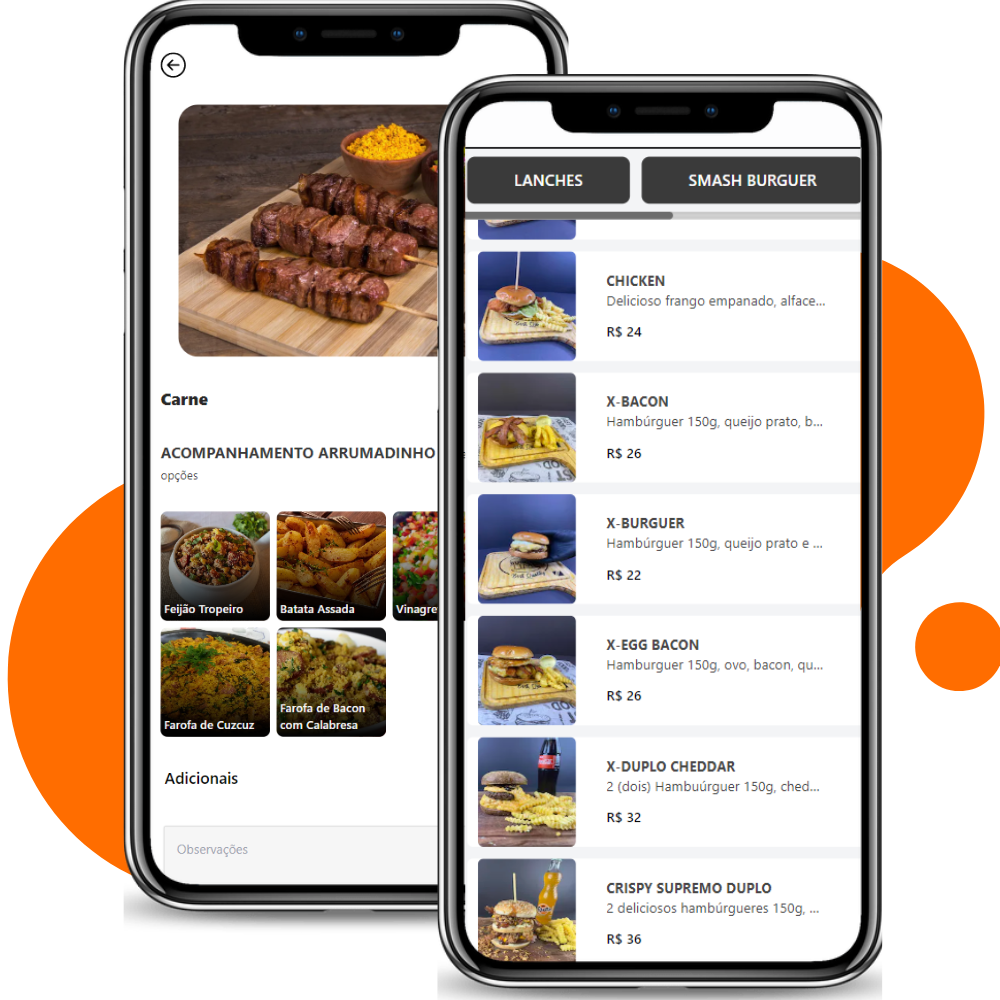 Carne
ACOMPANHAMENTO ARRUMADINHO
opções
Feijão Tropeiro
Batata Assada
Vinagre
Farofa de Cuzcuz
Farofa de Bacon
com Calabresa
Adicionais
Observações
LANCHES
SMASH BURGUER
CHICKEN
Delicioso frango empanado, alface...
R$ 24
X-BACON
Hambúrguer 150g, queijo prato, b...
R$ 26
X-BURGUER
Hambúrguer 150g, queijo prato e ...
R$ 22
X-EGG BACON
Hamburguer 150g, ovo, bacon, qu...
R$ 26
X-DUPLO CHEDDAR
2 (dois) Hambuúrguer 150g, ched...
R$ 32
CRISPY SUPREMO DUPLO
2 deliciosos hambúrgueres 150g, ...
R$ 36